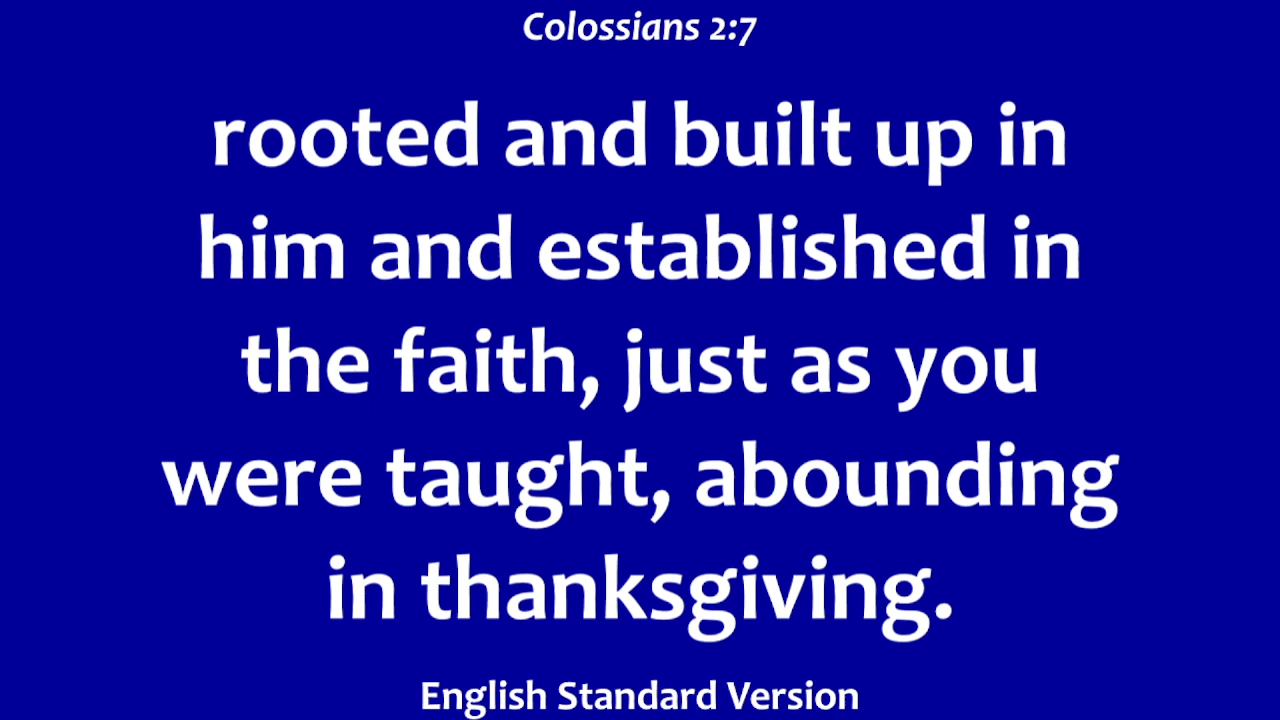 Colossians 2:7
rooted and built up in
him and established in
the faith, just as you
were taught, abounding
in thanksgiving.
English Standard Version